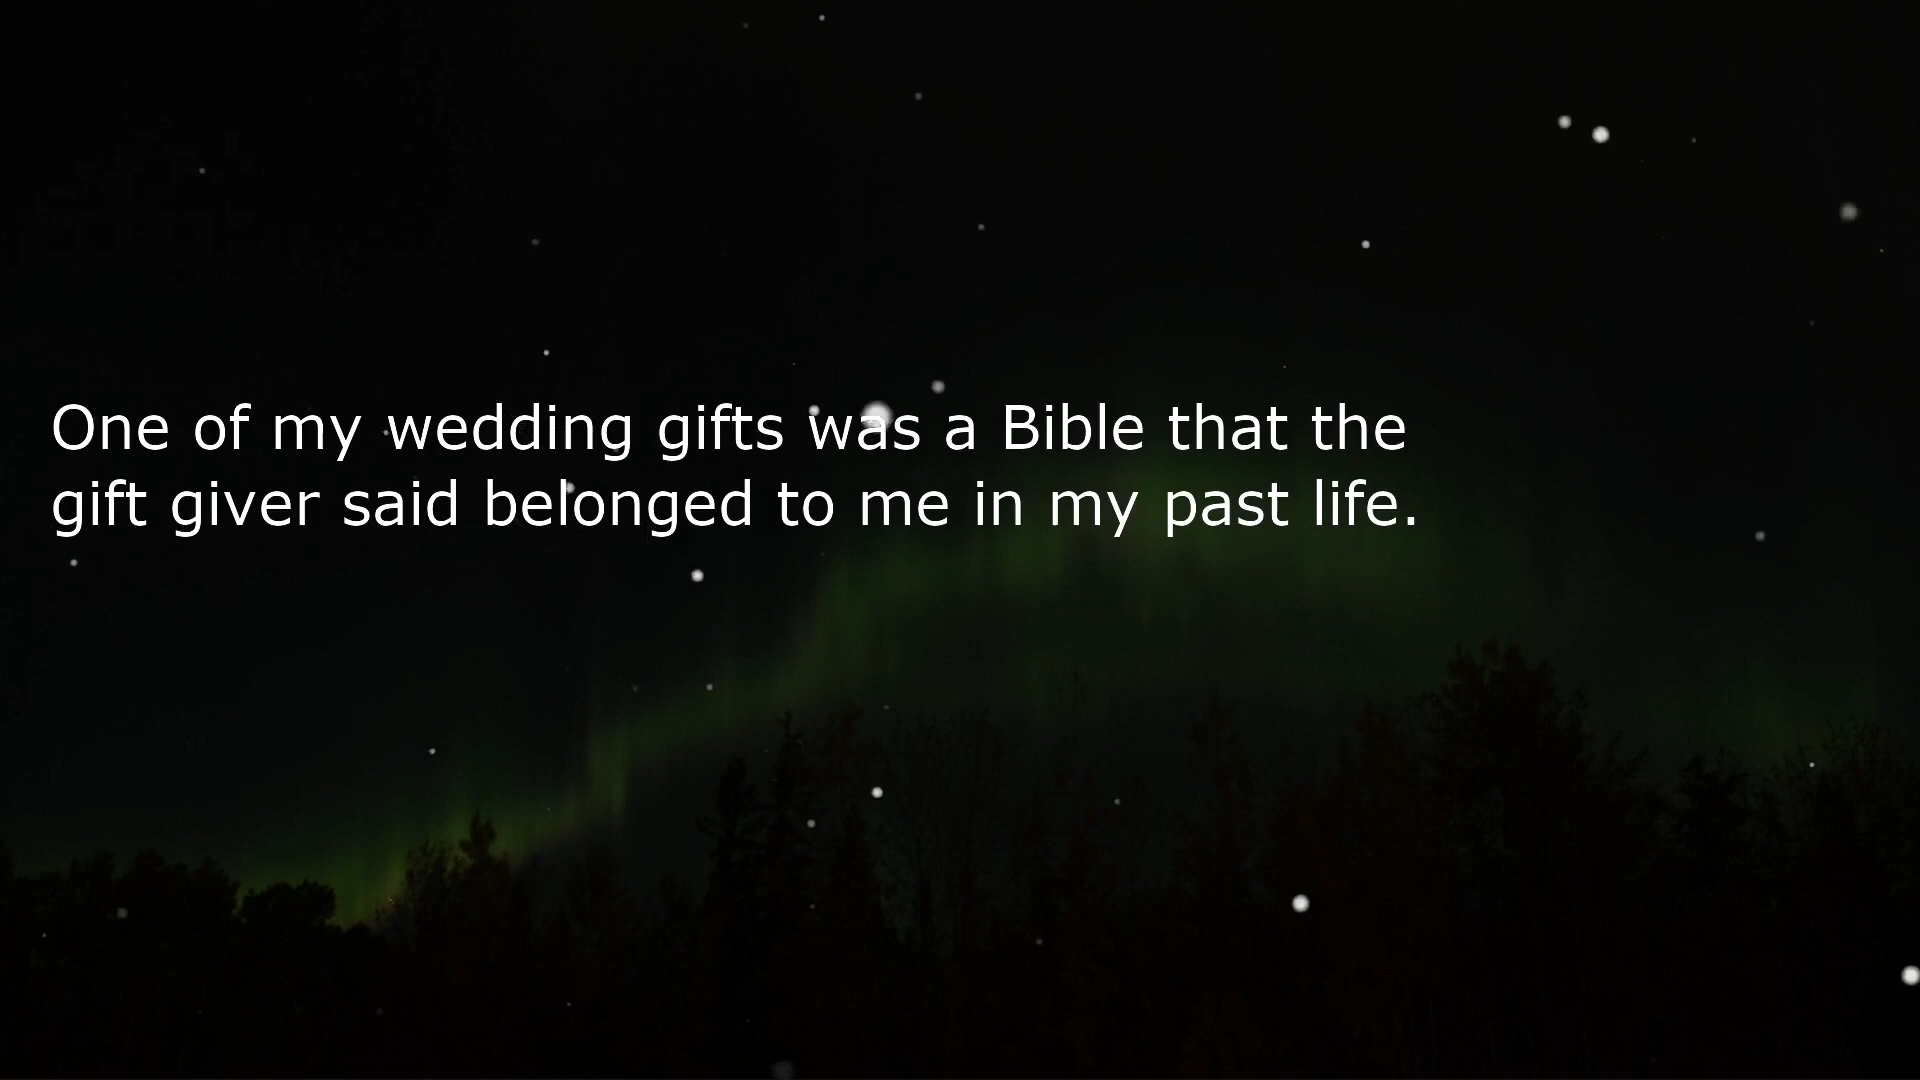 One of my wedding gifts was a Bible that the
gift giver said belonged to me in my past life.